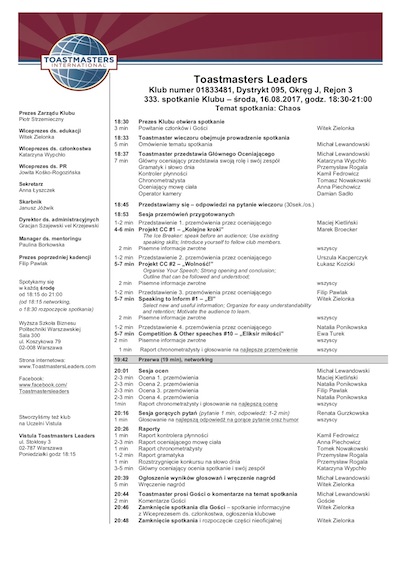 TOASTMASTERS
INTERNATIONAL
Toastmasters Leaders
Klub numer 01833481, Dystrykt 095, Okręg J, Rejon 3
333. spotkanie Klubu – środa, 16.08.2017, godz. 18:30-21:00
Temat spotkania: Chaos
Prezes Zarządu Klubu
Piotr Strzemieczny
Wiceprezes ds. edukacji
Witek Zielonka
Wiceprezes ds. członkostwa
Katarzyna Wypchło
Wiceprezes ds. PR
Jowita Kośko-Rogozińska
Sekretarz
Anna Łyszczek
Skarbnik
Janusz Jóźwik
Dyrektor ds. administracyjnych
Gracjan Szajewski vel Krzejewski
Manager ds. mentoringu
Paulina Borkowska
Prezes poprzedniej kadencji
Filip Pawlak
Spotykamy się
w każdą środę
od 18:15 do 21:00
(od 18:15 networking
o 18:30 rozpoczęcie spotkania)
Wyższa Szkoła Biznesu
Politechniki Warszawskiej
Sala 300
ul. Koszykowa 79
02-008 Warszawa
Strona internetowa:
www.ToastmastersLeaders.com
Facebook:
www.facebook.com/
Toastmastersleaders
Stworzyliśmy też klub
na Uczelni Vistula
Vistula Toastmasters Leaders
ul. Stokłosy 3
02-787 Warszawa
Poniedziałki godz 18:15
18:30 Prezes Klubu otwiera spotkanie
3 min Powitanie członków i Gości Witek Zielonka
18:33 Toastmaster wieczoru obejmuje prowadzenie spotkania
5 min Omówienie tematu spotkania Michał Lewandowski
18:37 Toastmaster przedstawia Głównego Oceniającego Michał Lewandowski
7 min Główny oceniający przedstawia swoją rolę i swój zespół Katarzyna Wypchło
Gramatyk i słowo dnia Przemysław Rogala
Kontroler płynności Kamil Fedrowicz
Chronometrażysta Tomasz Nowakowski
Oceniający mowę ciała Anna Piechowicz
Operator kamery Damian Sadło
18:45 Przedstawiamy się – odpowiedzi na pytanie wieczoru (30sek./os.)
18:53 Sesja przemówień przygotowanych
1-2 min Przedstawienie 1. przemówienia przez oceniającego Maciej Kietliński
4-6 min Projekt CC #1 – „Kolejne kroki" Marek Broecker
The Ice Breaker: speak before an audience; Use existing
speaking skills; Introduce yourself to fellow club members.
2 min Pisemne informacje zwrotne wszyscy
1-2 min Przedstawienie 2. przemówienia przez oceniającego Urszula Kacperczyk
5-7 min Projekt CC #2 – „Wolność!" Łukasz Kozicki
Organise Your Speech; Strong opening and conclusion;
Outline that can be followed and understood;
2 min Pisemne informacje zwrotne wszyscy
1-2 min Przedstawienie 3. przemówienia przez oceniającego Filip Pawlak
5-7 min Speaking to Inform #1 – „El" Witek Zielonka
Select new and useful information; Organize for easy understandability
and retention; Motivate the audience to learn.
2 min Pisemne informacje zwrotne wszyscy
1-2 min Przedstawienie 4. przemówienia przez oceniającego Natalia Ponikowska
5-7 min Competition & Other speeches #10 – „Eliksir miłości" Ewa Turek
2 min Pisemne informacje zwrotne wszyscy
1 min Raport chronometrażysty i głosowanie na najlepsze przemówienie wszyscy
19:42 Przerwa (19 min), networking
20:01 Sesja ocen Michał Lewandowski
2-3 min Ocena 1. przemówienia Maciej Kietliński
2-3 min Ocena 2. przemówienia Natalia Ponikowska
2-3 min Ocena 3. przemówienia Filip Pawlak
2-3 min Ocena 4. przemówienia Natalia Ponikowska
1min Raport chronometrażysty i głosowanie na najlepszą ocenę
20:16 Sesja gorących pytań (pytanie 1 min, odpowiedź: 1-2 min) Renata Gurzkowska
1 min Głosowanie na najlepszą odpowiedź na gorące pytanie oraz humor wszyscy
20:26 Raporty
1-3 min Raport kontrolera płynności Kamil Fedrowicz
2-3 min Raport oceniającego mowę ciała Anna Piechowicz
1 min Raport chronometrażysty Tomek Nowakowski
1-2 min Raport gramatyka Przemysław Rogala
1 min Rozstrzygnięcie konkursu na słowo dnia Przemysław Rogala
3-5 min Główny oceniający ocenia spotkanie i swój zespół Katarzyna Wypchło
20:39 Ogłoszenie wyników głosowań i wręczenie nagród Michał Lewandowski
5 min Wręczenie nagród Witek Zielonka
20:44 Toastmaster prosi Gości o komentarze na temat spotkania Michał Lewandowski
2 min Komentarze Gości Goście
20:46 Zamknięcie spotkania dla Gości – spotkanie informacyjne Witek Zielonka
z Wiceprezesem ds. członkostwa, ogłoszenia klubowe
20:48 Zamknięcie spotkania i rozpoczęcie części nieoficjalnej Witek Zielonka